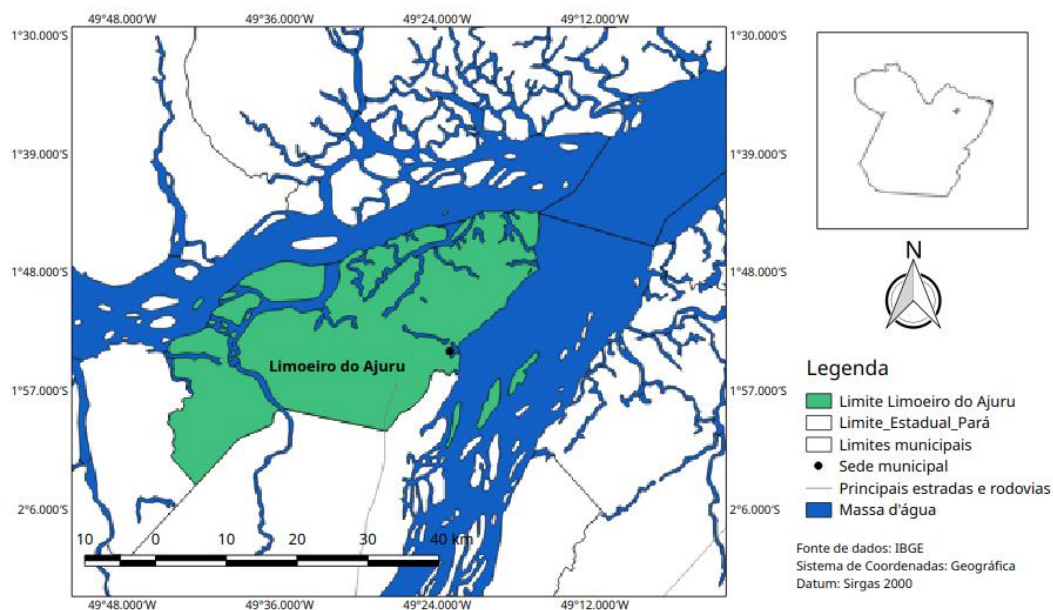 49°48.000'W 49°36.000'W 49°24.000'W 49°12.000'W
1°30.000'S 1°30.000'S
1°39.000'S 1°39.000'S
1°48.000'S 1°48.000'S
1°57.000'S 1°57.000'S
2°6.000'S 2°6.000'S
Limoeiro do Ajuru
10 0 10 20 30 40 km
49°48.000'W 49°36.000'W 49°24.000'W 49°12.000'W
N
Legenda
Limite Limoeiro do Ajuru
Limite_Estadual_Pará
Limites municipais
Sede municipal
Principais estradas e rodovias
Massa d'água
Fonte de dados: IBGE
Sistema de Coordenadas: Geográfica
Datum: Sirgas 2000